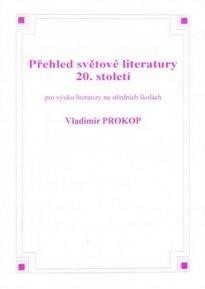 Přehled světové literatury
20. století
pro výuku literatury na středních školách
Vladimír PROKOP